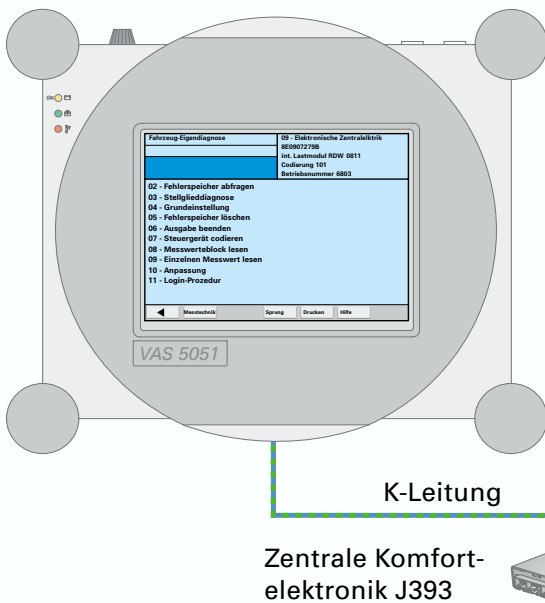 Fahrzeug-Eigendiagnose
09 - Elektronische Zentralelktrik
8E0907279B
int. Lastmodul RDW 0811
Codierung 101
Betriebsnummer 6803
02 - Fehlerspeicher abfragen
03 - Stellglieddiagnose
04 - Grundeinstellung
05 - Fehlerspeicher löschen
06 - Ausgabe beenden
07 - Steuergerät codieren
08 - Messwerteblock lesen
09 - Einzelnen Messwert lesen
10 - Anpassung
11 - Login-Prozedur
Messtechnik Sprung Drucken Hilfe
VAS 5051
K-Leitung
Zentrale Komfort-
elektronik J393